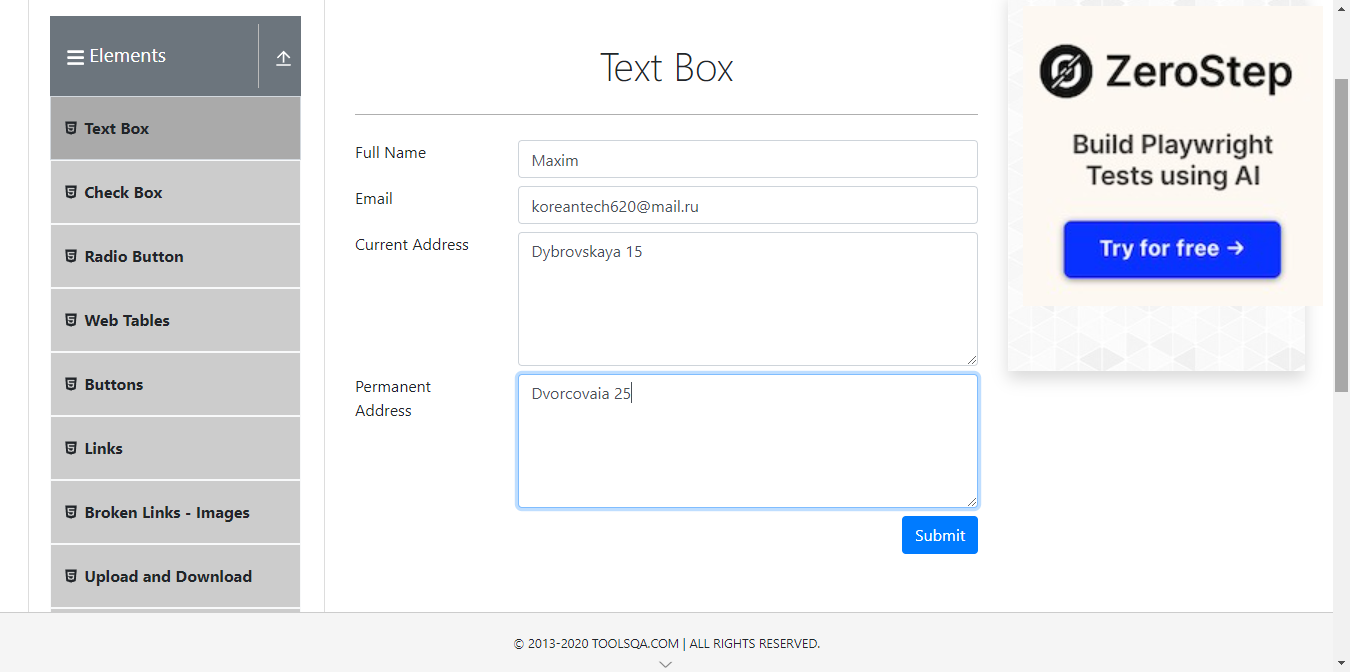 Elements
Text Box
Check Box
Radio Button
Web Tables
Buttons
Links
Broken Links - Images
Upload and Download
Text Box
Full Name
Maxim
Email
koreantech620@mail.ru
Current Address
Dybrovskaya 15
Permanent
Address
Dvorcovaia 25
Submit
ZeroStep
Build Playwright
Tests using AI
Try for free →
© 2013-2020 TOOLSQA.COM | ALL RIGHTS RESERVED.